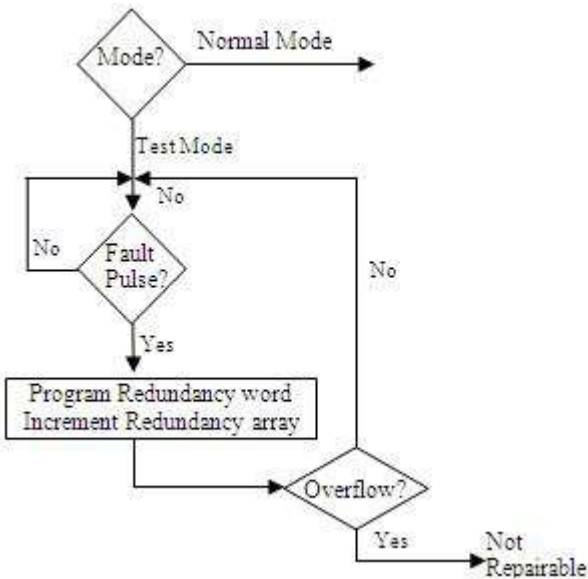 Mode?
Normal Mode
Test Mode
No
No
Fault
Pulse?
No
Yes
Program Redundancy word
Increment Redundancy array
Overflow?
Yes
Not
Repairable